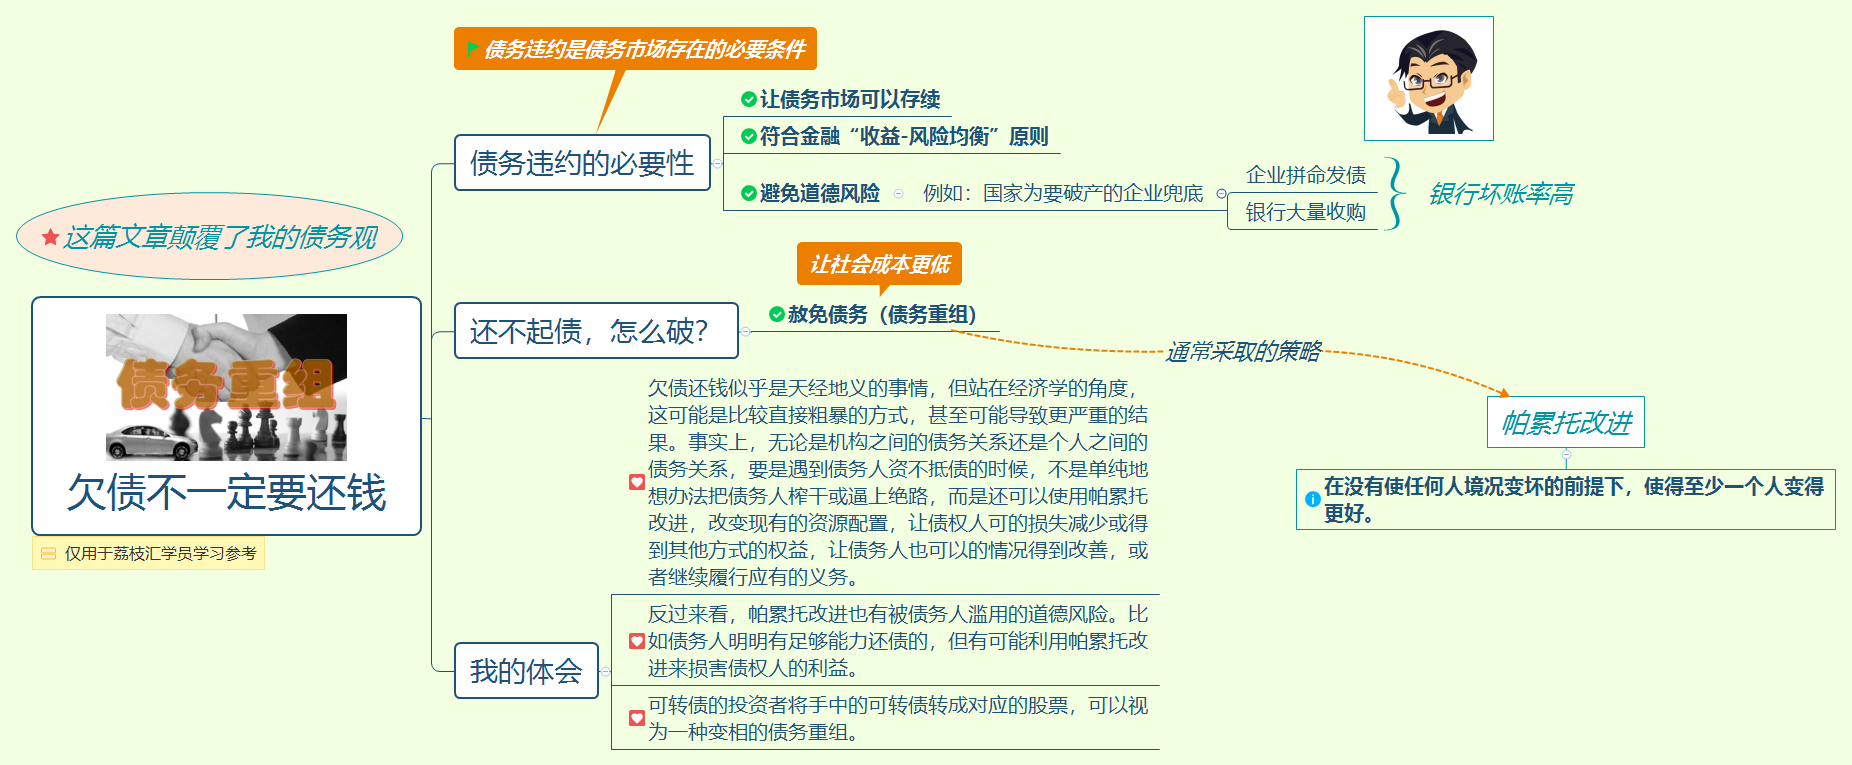 债务违约是债务市场存在的必要条件
让债务市场可以存续
符合金融“收益-风险均衡”原则
债务违约的必要性
避免道德风险
例如：国家为要破产的企业兜底
企业拼命发债
银行大量收购
银行坏账率高
这篇文章颠覆了我的债务观
让社会成本更低
赦免债务（债务重组）
还不起债，怎么破？
通常采取的策略
帕累托改进
在没有使任何人境况变坏的前提下，使得至少一个人变得
更好。
债务重组
欠债不一定要还钱
仅用于荔枝汇学员学习参考
欠债还钱似乎是天经地义的事情，但站在经济学的角度，
这可能是比较直接粗暴的方式，甚至可能导致更严重的结
果。事实上，无论是机构之间的债务关系还是个人之间的
债务关系，要是遇到债务人资不抵债的时候，不是单纯地
想办法把债务人榨干或逼上绝路，而是还可以使用帕累托
改进，改变现有的资源配置，让债权人可的损失减少或得
到其他方式的权益，让债务人也可以的情况得到改善，或
者继续履行应有的义务。
我的体会
反过来看，帕累托改进也有被债务人滥用的道德风险。比
如债务人明明有足够能力还债的，但有可能利用帕累托改
进来损害债权人的利益。
可转债的投资者将手中的可转债转成对应的股票，可以视
为一种变相的债务重组。